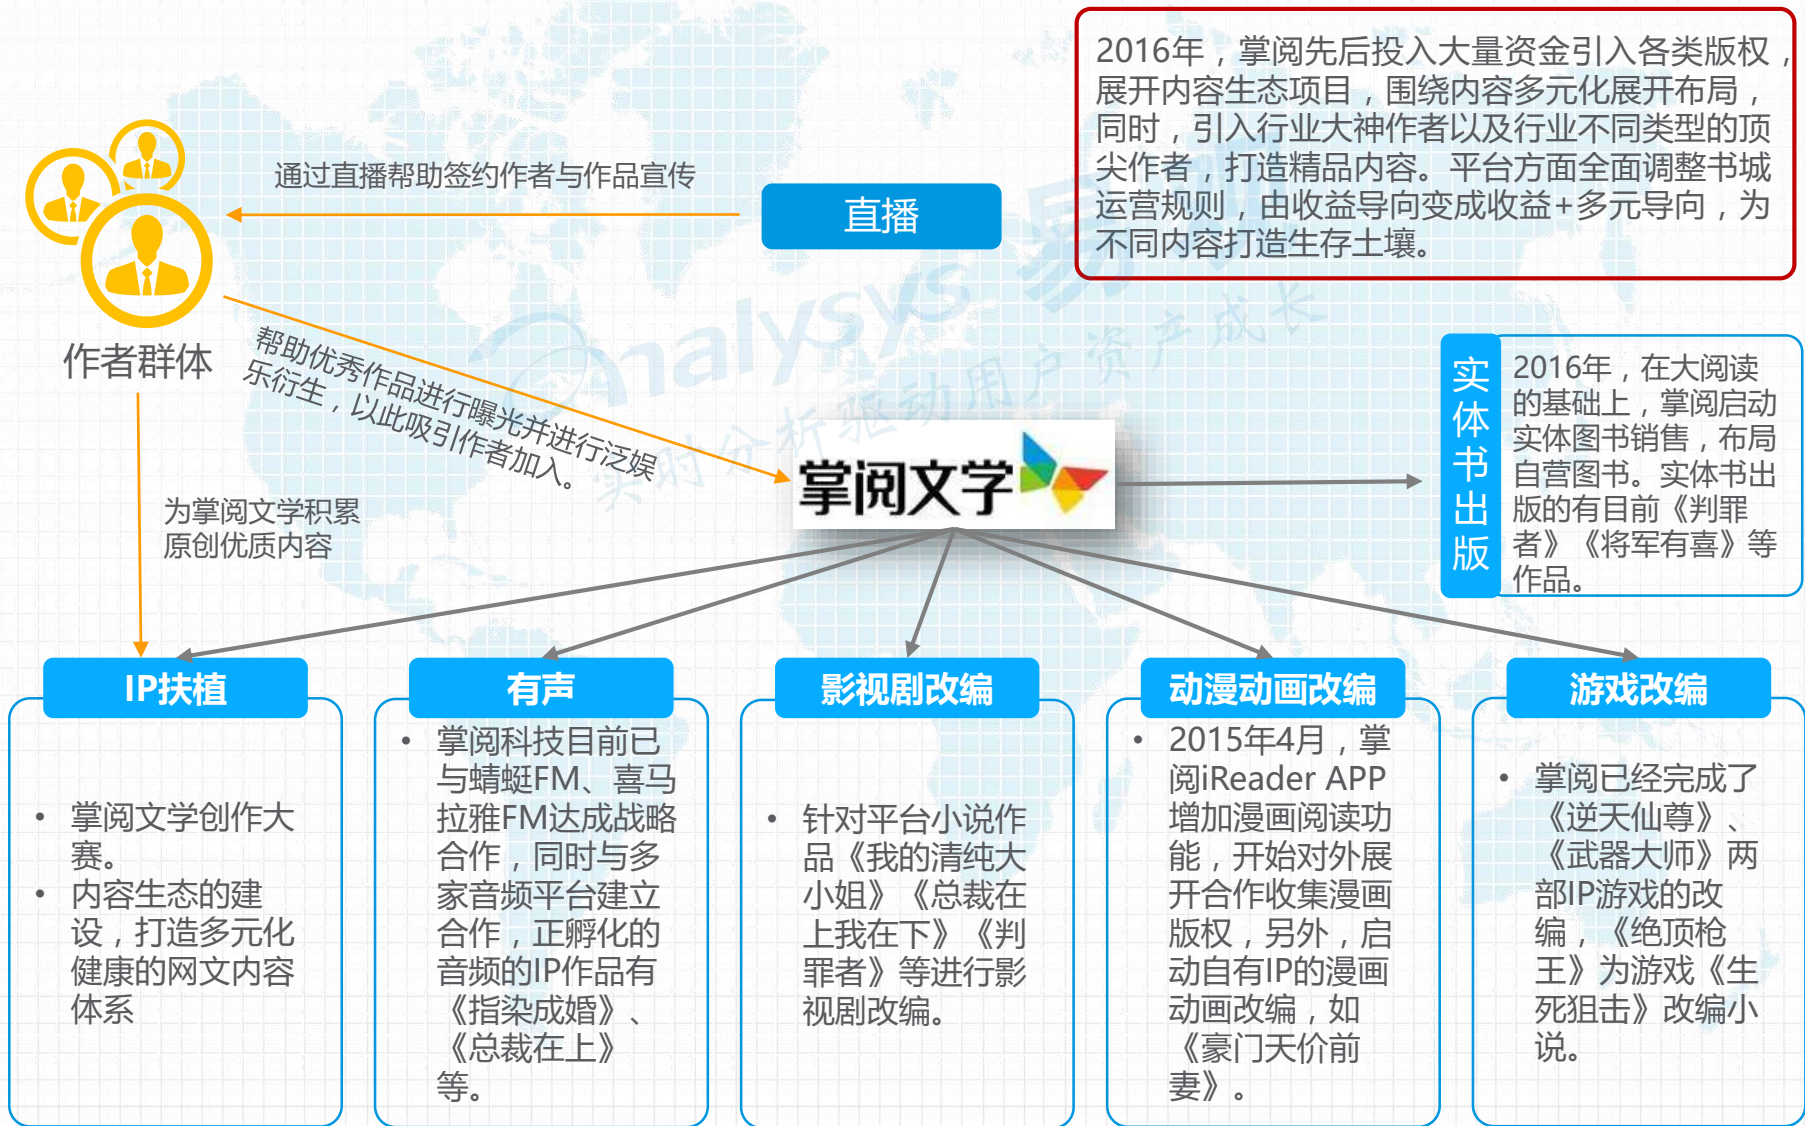 2016年，掌阅先后投入大量资金引入各类版权，
展开内容生态项目，围绕内容多元化展开布局，
同时，引入行业大神作者以及行业不同类型的顶
尖作者，打造精品内容。平台方面全面调整书城
运营规则，由收益导向变成收益+多元导向，为
不同内容打造生存土壤。
通过直播帮助签约作者与作品宣传
直播
作者群体
帮助优秀作品进行曝光并进行泛娱
乐衍生，以此吸引作者加入。
为掌阅文学积累
原创优质内容
analysys 易观
实时分析驱动用户资产成长
掌阅文学
实体书出版
2016年，在大阅读
的基础上，掌阅启动
实体图书销售，布局
自营图书。实体书出
版的有目前《判罪
者》《将军有喜》等
作品。
IP扶植
• 掌阅文学创作大
赛。
• 内容生态的建
设，打造多元化
健康的网文内容
体系
有声
• 掌阅科技目前已
与蜻蜓FM、喜马
拉雅FM达成战略
合作，同时与多
家音频平台建立
合作，正孵化的
音频的IP作品有
《指染成婚》、
《总裁在上》
等。
影视剧改编
• 针对平台小说作
品《我的清纯大
小姐》《总裁在
上我在下》《判
罪者》等进行影
视剧改编。
动漫动画改编
• 2015年4月，掌
阅iReader APP
增加漫画阅读功
能，开始对外展
开合作收集漫画
版权，另外，启
动自有IP的漫画
动画改编，如
《豪门天价前
妻》。
游戏改编
• 掌阅已经完成了
《逆天仙尊》、
《武器大师》两
部IP游戏的改
编，《绝顶枪
王》为游戏《生
死狙击》改编小
说。